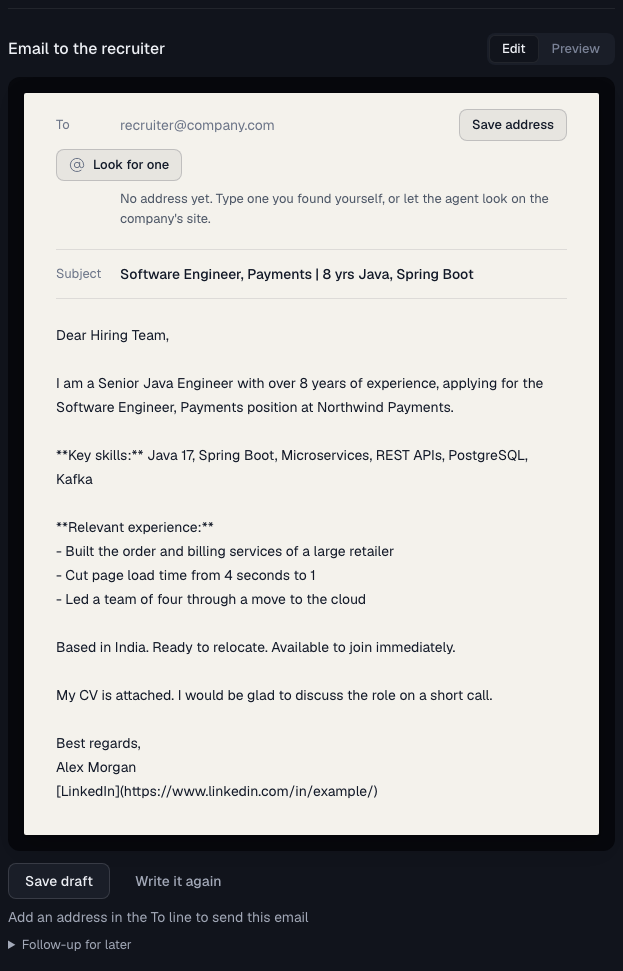 Email to the recruiter
Edit
Preview
To
recruiter@company.com
Save address
@ Look for one
No address yet. Type one you found yourself, or let the agent look on the
company's site.
Subject
Software Engineer, Payments | 8 yrs Java, Spring Boot
Dear Hiring Team,
I am a Senior Java Engineer with over 8 years of experience, applying for the
Software Engineer, Payments position at Northwind Payments.
**Key skills:** Java 17, Spring Boot, Microservices, REST APIs, PostgreSQL,
Kafka
**Relevant experience:**
- Built the order and billing services of a large retailer
- Cut page load time from 4 seconds to 1
- Led a team of four through a move to the cloud
Based in India. Ready to relocate. Available to join immediately.
My CV is attached. I would be glad to discuss the role on a short call.
Best regards,
Alex Morgan
[LinkedIn](https://www.linkedin.com/in/example/)
Save draft
Write it again
Add an address in the To line to send this email
Follow-up for later